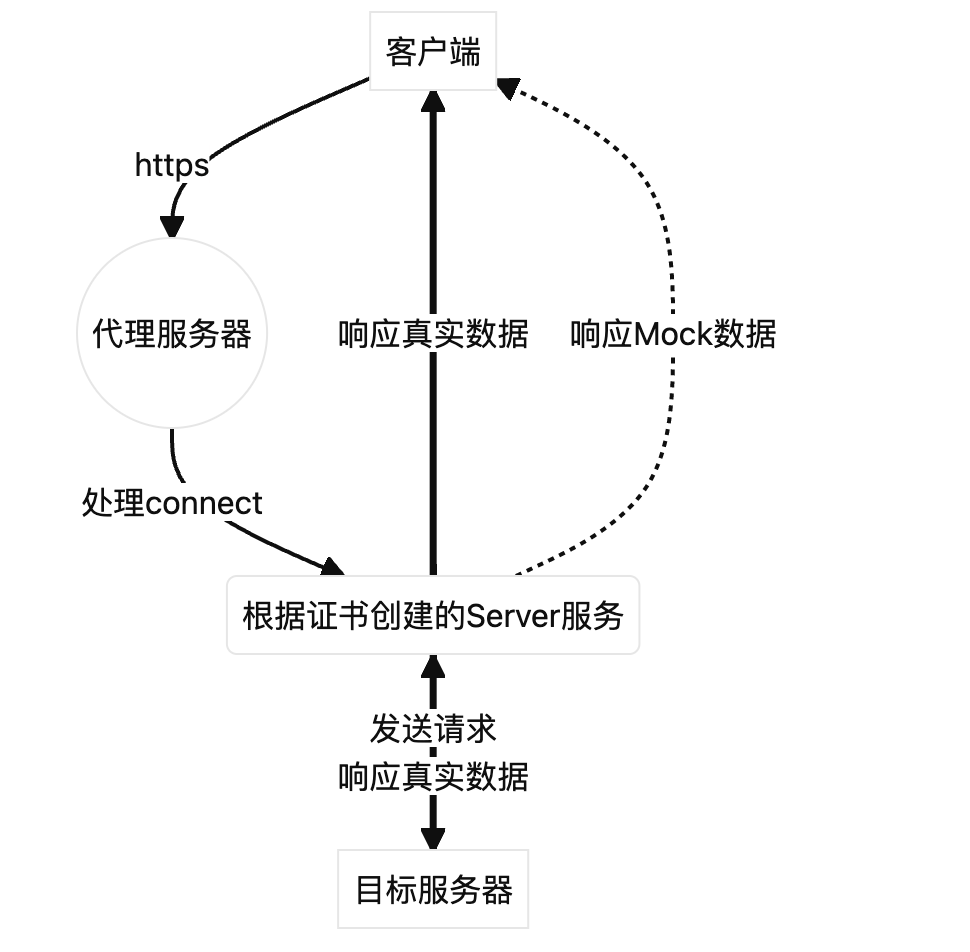 客户端
https
代理服务器
响应真实数据
响应Mock数据
处理connect
根据证书创建的Server服务
发送请求
响应真实数据
目标服务器